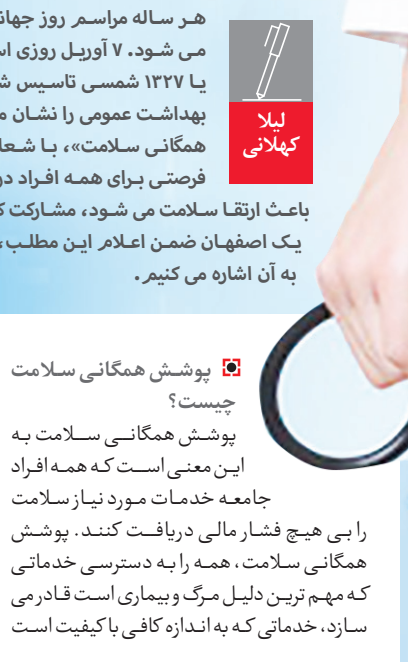 هر ساله مراسم روز جهانی
می شود. ۷ آوریل روزی
یا ۱۳۲۷ شمسی تاسیس
بهداشت عمومی را نشان
همگانی سلامت»، با
فرصتی برای همه افراد
باعث ارتقا سلامت می شود، مشارکت
یک اصفهان ضمن اعلام این مطلب،
به آن اشاره می کنیم.
لیلا
کهلانی
پوشش همگانی سلامت
چیست؟
پوشش همگانی سلامت به
این معنی است که همه افراد
جامعه خدمات مورد نیاز سلامت
را بی هیچ فشار مالی دریافت کنند. پوشش
همگانی سلامت، همه را به دسترسی خدماتی
که مهم ترین دلیل مرگ و بیماری است قادر می
سازد، خدماتی که به اندازه کافی با کیفیت است